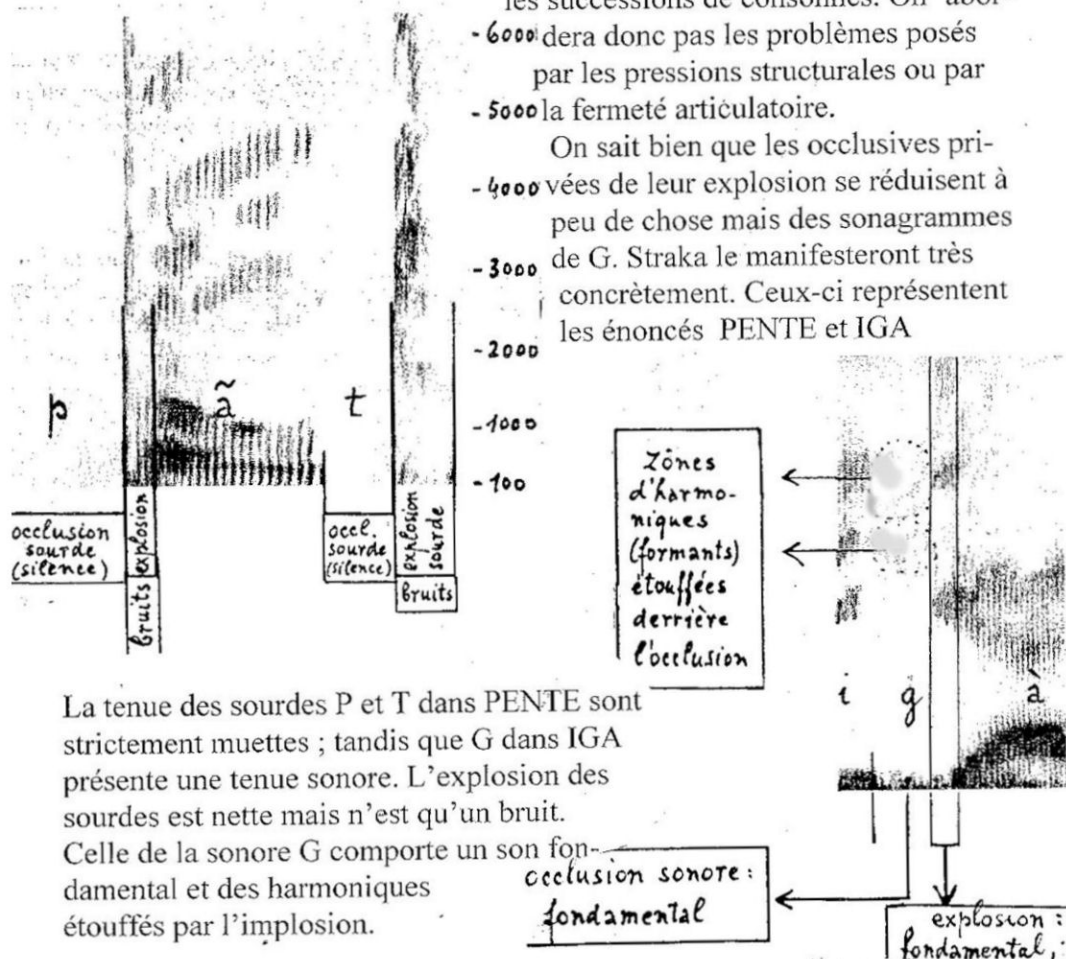 les successions de consonnes. On abor-
dera donc pas les problèmes posés
par les pressions structurales ou par
la fermeté articulatoire.
On sait bien que les occlusives pri-
vées de leur explosion se réduisent à
peu de chose mais des sonagrammes
de G. Straka le manifesteront très
concrètement. Ceux-ci représentent
les énoncés PENTE et IGA
- 6000
- 5000
- 4000
- 3000
- 2000
- 1000
- 100
p ã t
occlusion
sourde
(silence)
explosion
bruits
occl.
sourde
(silence)
explosion
sourde
bruits
Zônes
d'harmo-
niques
(formants)
étouffées
derrière
l'occlusion
i g à
La tenue des sourdes P et T dans PENTE sont
strictement muettes ; tandis que G dans IGA
présente une tenue sonore. L'explosion des
sourdes est nette mais n'est qu'un bruit.
Celle de la sonore G comporte un son fon-
damental et des harmoniques
étouffés par l'implosion.
occlusion sonore :
fondamental
explosion :
fondamental,